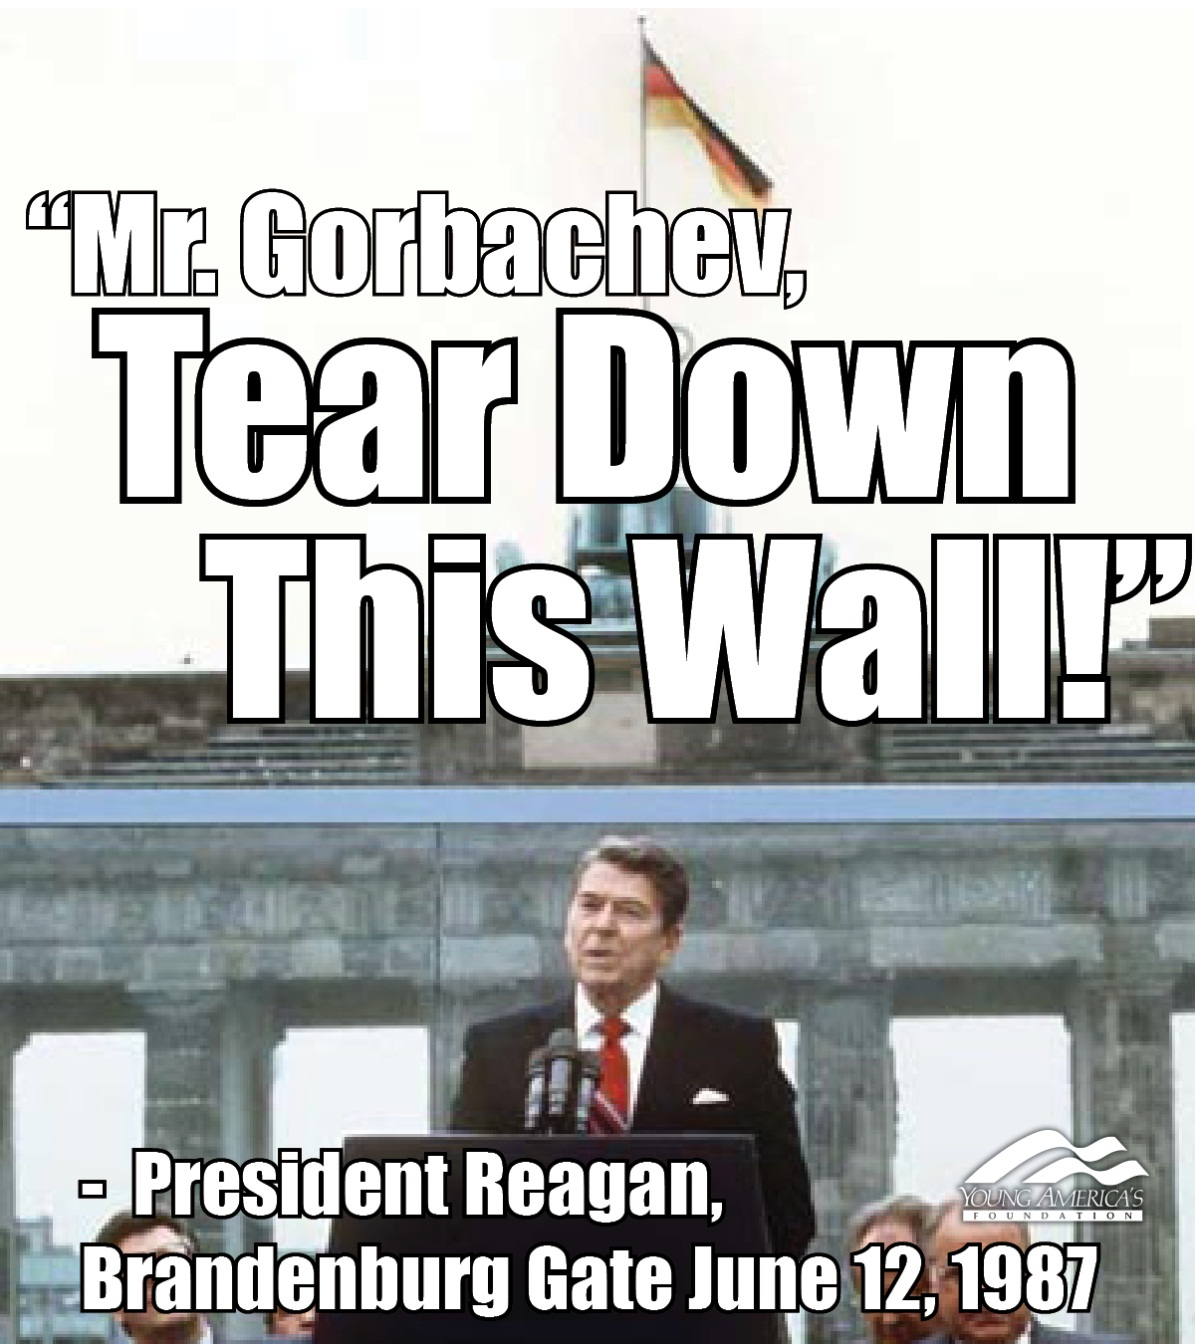 “Mr. Gorbachev,
Tear Down
This Wall!”
- President Reagan,
Brandenburg Gate June 12, 1987
YOUNG AMERICA'S
FOUNDATION